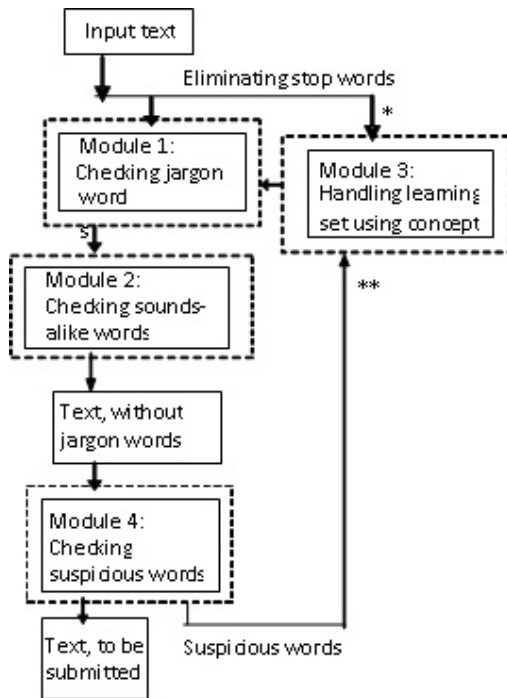 Input text
Eliminating stop words
*
Module 1:
Checking jargon
word
s
Module 3:
Handling learning
set using concept
Module 2:
Checking sounds-
alike words
**
Text, without
jargon words
Module 4:
Checking
suspicious words
Text, to be
submitted
Suspicious words